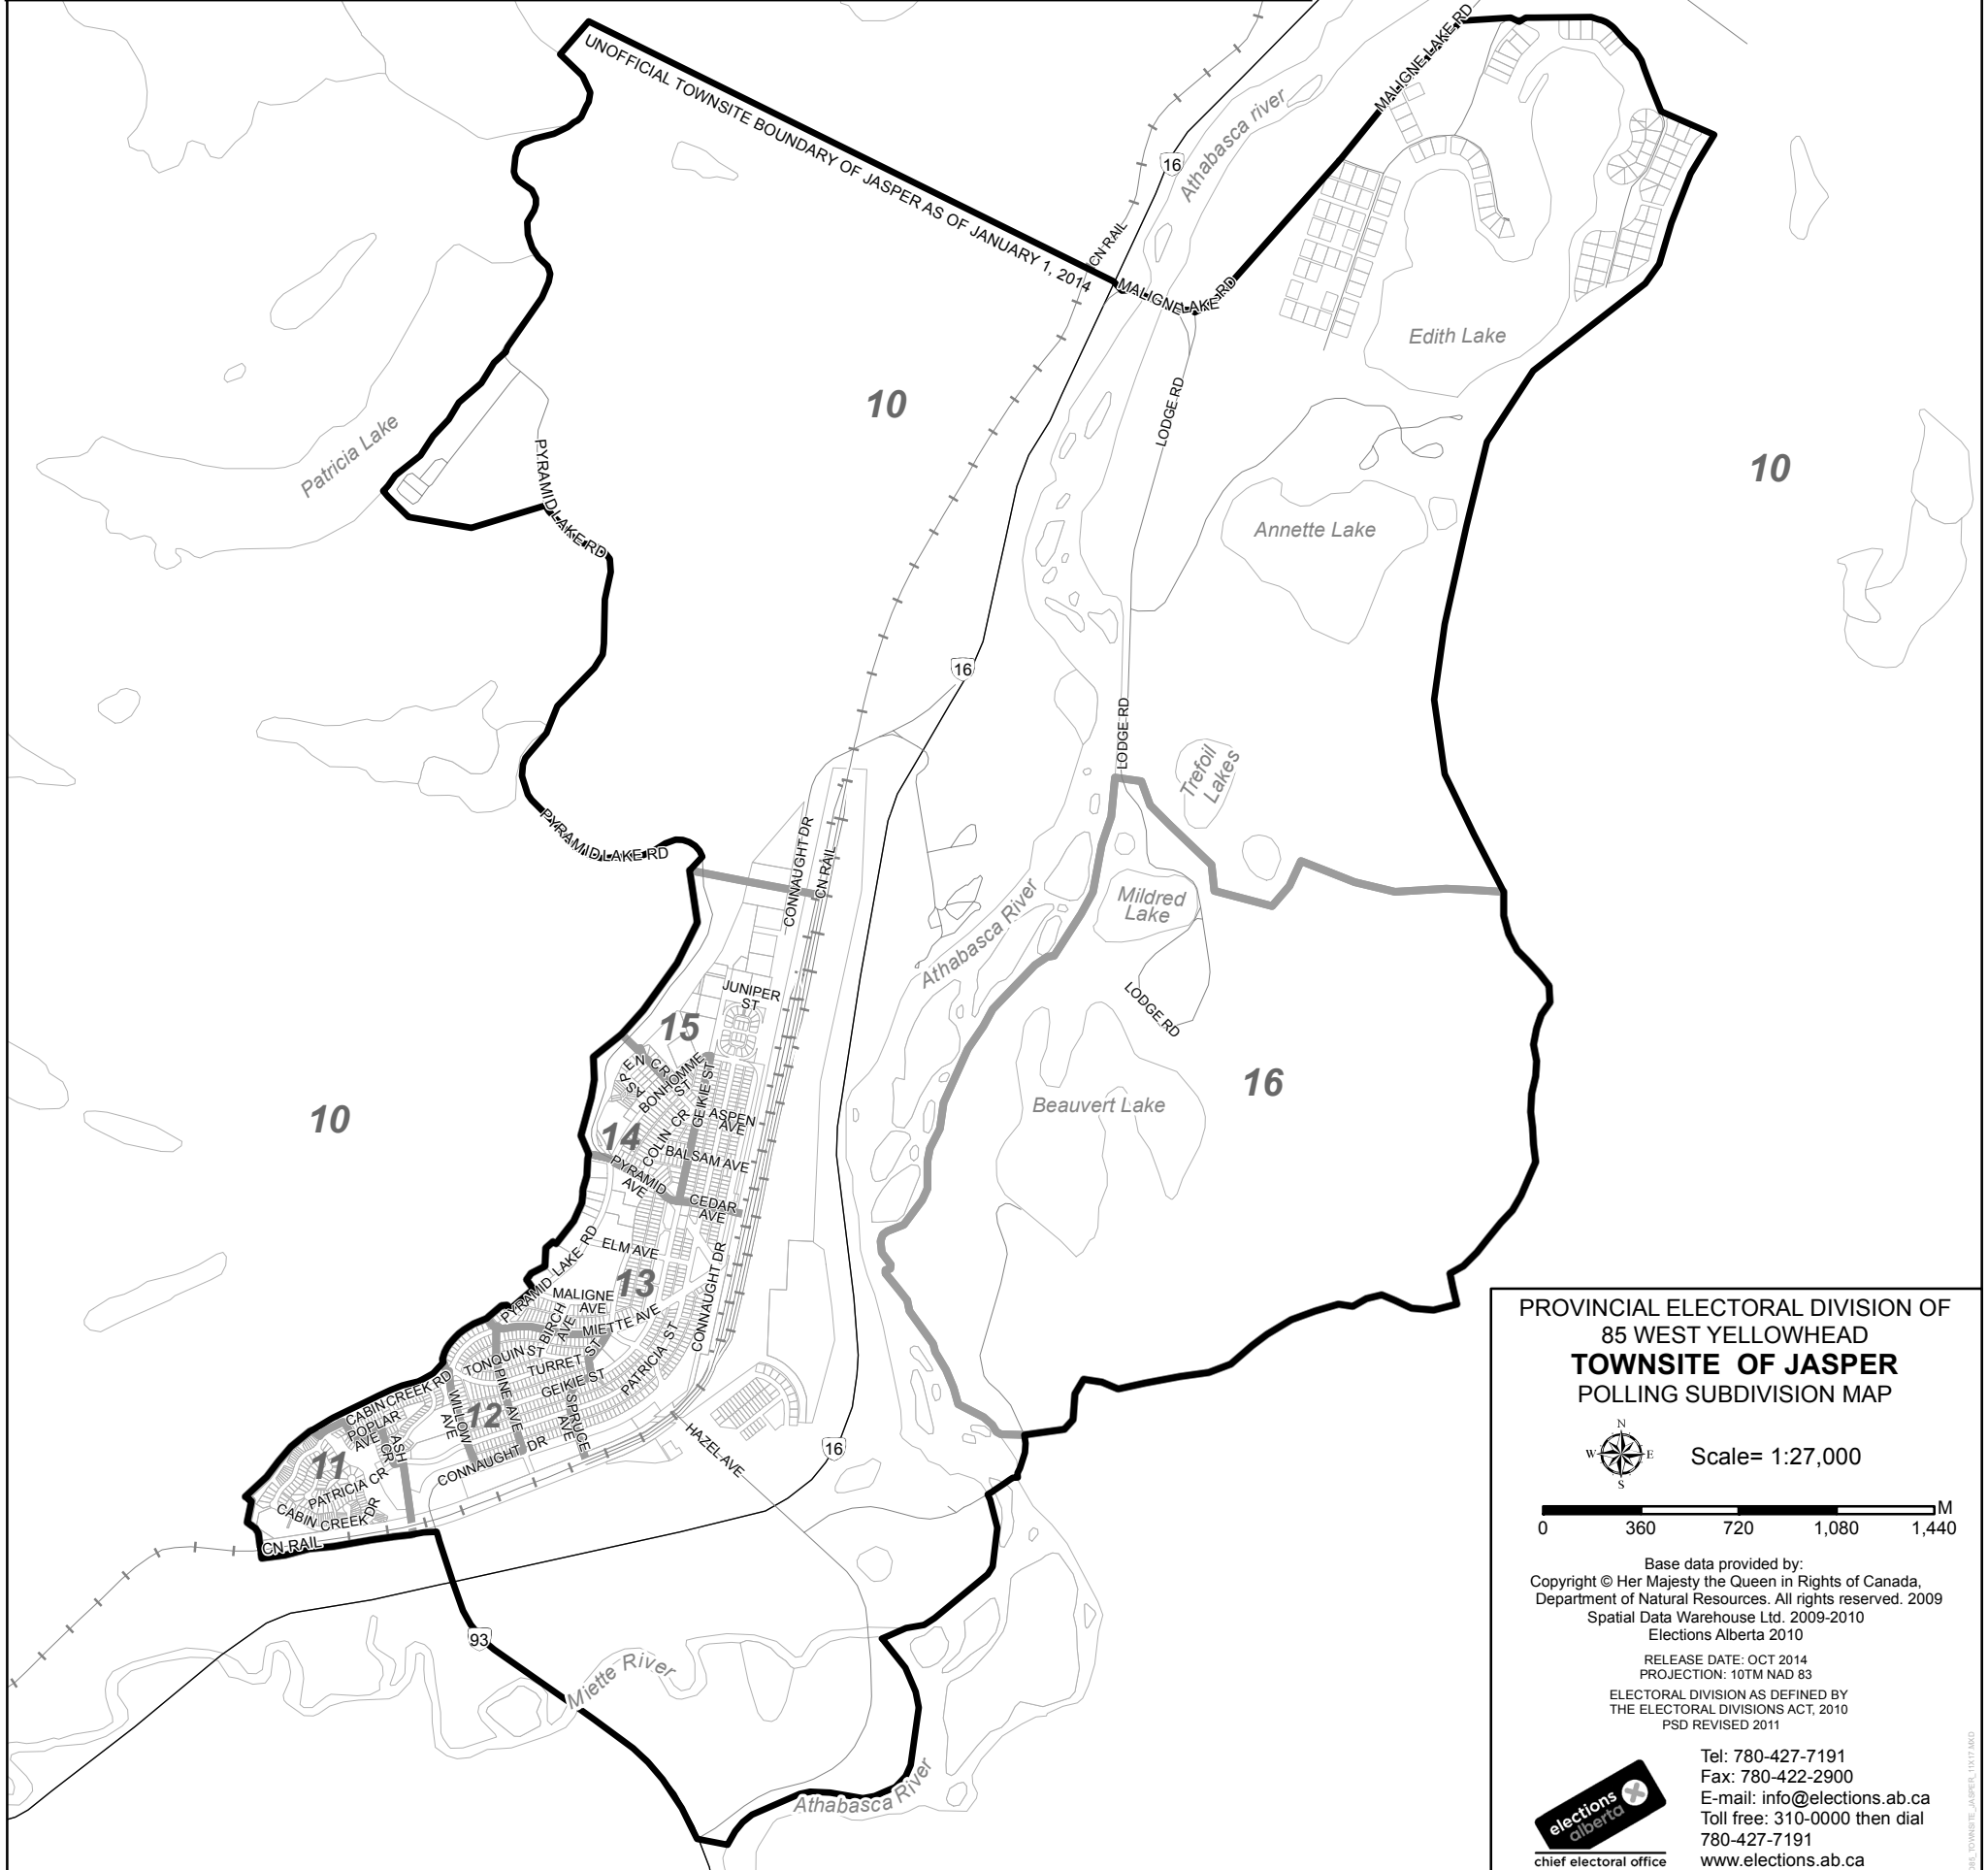 UNOFFICIAL TOWNSITE BOUNDARY OF JASPER AS OF JANUARY 1, 2014
MALIGNE LAKE RD
Athabasca river
16
CN RAIL
MALIGNE LAKE RD
Edith Lake
LODGE RD
10
10
Patricia Lake
PYRAMID LAKE RD
Annette Lake
16
LODGE RD
Trefoil
Lakes
PYRAMID LAKE RD
CONNAUGHT DR
CN RAIL
Athabasca River
Mildred
Lake
LODGE RD
JUNIPER
ST
15
ASPEN CR
BONHOMME
ST
GEIKIE ST
ASPEN
AVE
COLIN CR
14
BALSAM AVE
PYRAMID
AVE
CEDAR
AVE
10
Beauvert Lake
16
PYRAMID LAKE RD
ELM AVE
13
MALIGNE
AVE
BIRCH
AVE
MIETTE AVE
CONNAUGHT DR
TONQUIN ST
TURRET ST
GEIKIE ST
PATRICIA ST
CABIN CREEK RD
POPLAR
AVE
WILLOW
AVE
PINE AVE
12
SPRUCE
AVE
ASH
CR
11
PATRICIA CR
CONNAUGHT DR
HAZEL AVE
16
CABIN CREEK DR
CN RAIL
93
Miette River
Athabasca River
PROVINCIAL ELECTORAL DIVISION OF
85 WEST YELLOWHEAD
TOWNSITE OF JASPER
POLLING SUBDIVISION MAP
N
W E
S
Scale= 1:27,000
M
0 360 720 1,080 1,440
Base data provided by:
Copyright © Her Majesty the Queen in Rights of Canada,
Department of Natural Resources. All rights reserved. 2009
Spatial Data Warehouse Ltd. 2009-2010
Elections Alberta 2010
RELEASE DATE: OCT 2014
PROJECTION: 10TM NAD 83
ELECTORAL DIVISION AS DEFINED BY
THE ELECTORAL DIVISIONS ACT, 2010
PSD REVISED 2011
elections
alberta
chief electoral office
Tel: 780-427-7191
Fax: 780-422-2900
E-mail: info@elections.ab.ca
Toll free: 310-0000 then dial
780-427-7191
www.elections.ab.ca